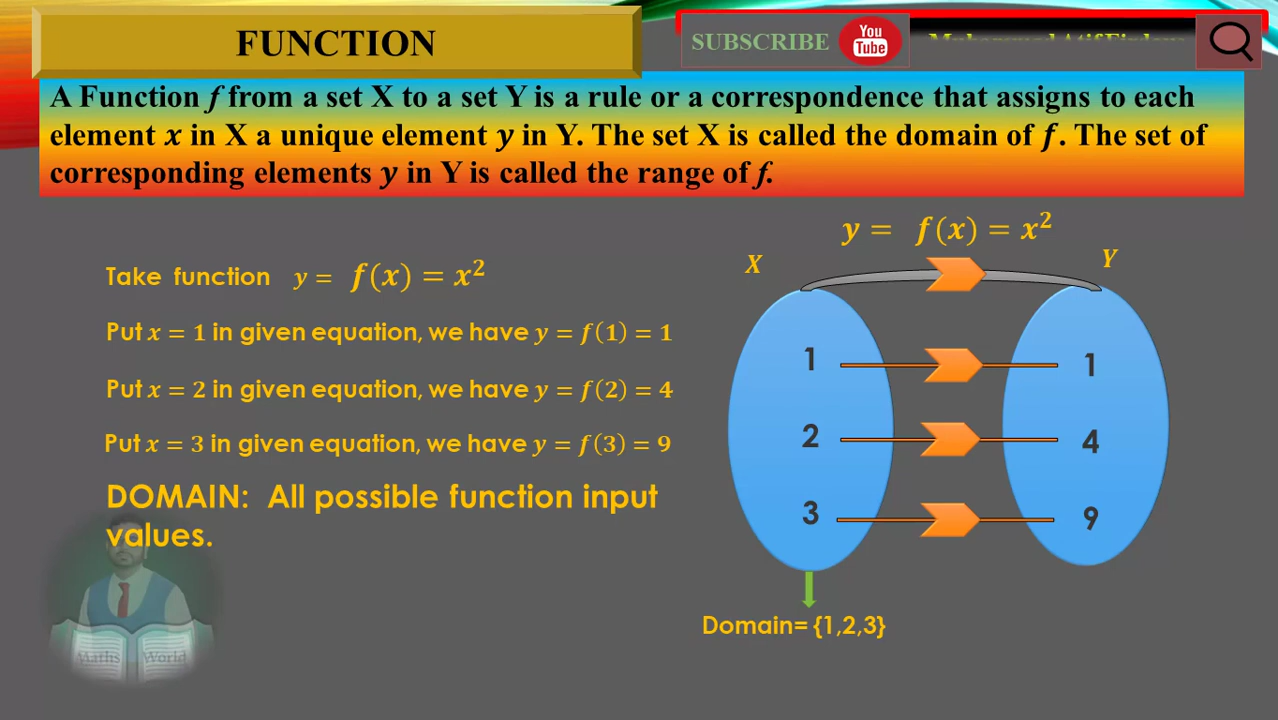 FUNCTION
SUBSCRIBE
You
Tube
A Function f from a set X to a set Y is a rule or a correspondence that assigns to each
element x in X a unique element y in Y. The set X is called the domain of f. The set of
corresponding elements y in Y is called the range of f.
y = f(x) = x²
X
Y
Take function y = f(x) = x²
Put x = 1 in given equation, we have y = f(1) = 1
Put x = 2 in given equation, we have y = f(2) = 4
Put x = 3 in given equation, we have y = f(3) = 9
1
1
2
4
3
9
DOMAIN: All possible function input
values.
Domain= {1,2,3}
Maths World